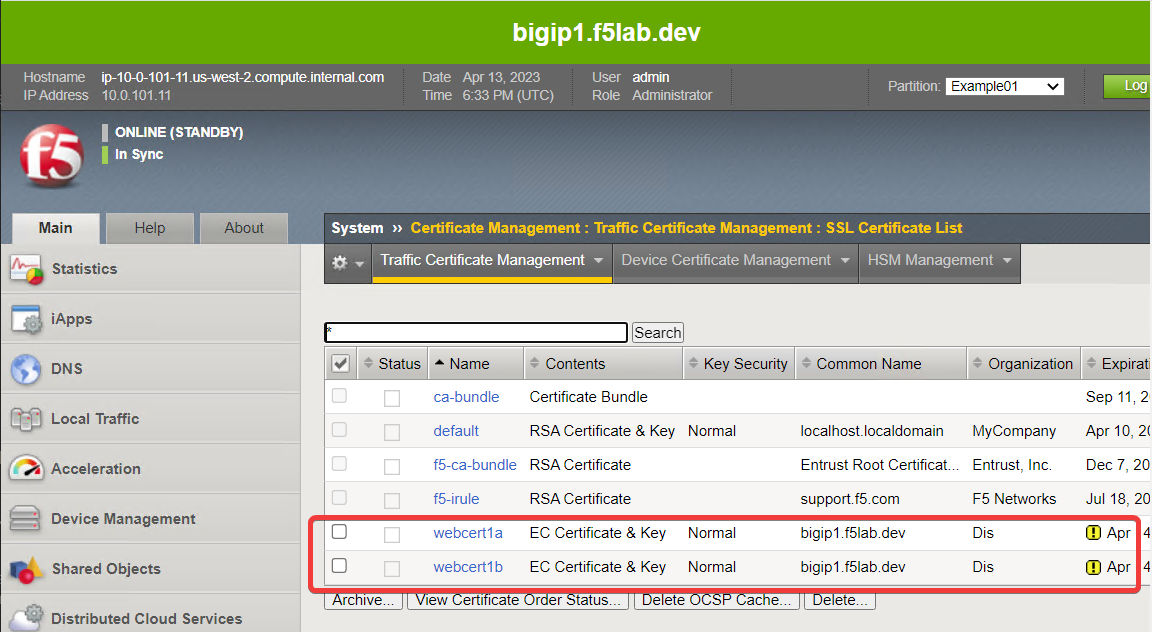 bigip1.f5lab.dev
Hostname ip-10-0-101-11.us-west-2.compute.internal.com Date Apr 13, 2023 User admin
IP Address 10.0.101.11 Time 6:33 PM (UTC) Role Administrator
Partition: Example01 Log
f5
ONLINE (STANDBY)
In Sync
Main Help About
System ›› Certificate Management : Traffic Certificate Management : SSL Certificate List
Traffic Certificate Management Device Certificate Management HSM Management
Statistics
iApps
DNS
Local Traffic
Acceleration
Device Management
Shared Objects
Distributed Cloud Services
* Search
Status Name Contents Key Security Common Name Organization Expirati
ca-bundle Certificate Bundle Sep 11, 2
default RSA Certificate & Key Normal localhost.localdomain MyCompany Apr 10, 20
f5-ca-bundle RSA Certificate Entrust Root Certificat... Entrust, Inc. Dec 7, 20
f5-irule RSA Certificate support.f5.com F5 Networks Jul 18, 20
webcert1a EC Certificate & Key Normal bigip1.f5lab.dev Dis Apr 4
webcert1b EC Certificate & Key Normal bigip1.f5lab.dev Dis Apr 4
Archive... View Certificate Order Status... Delete OCSP Cache... Delete...